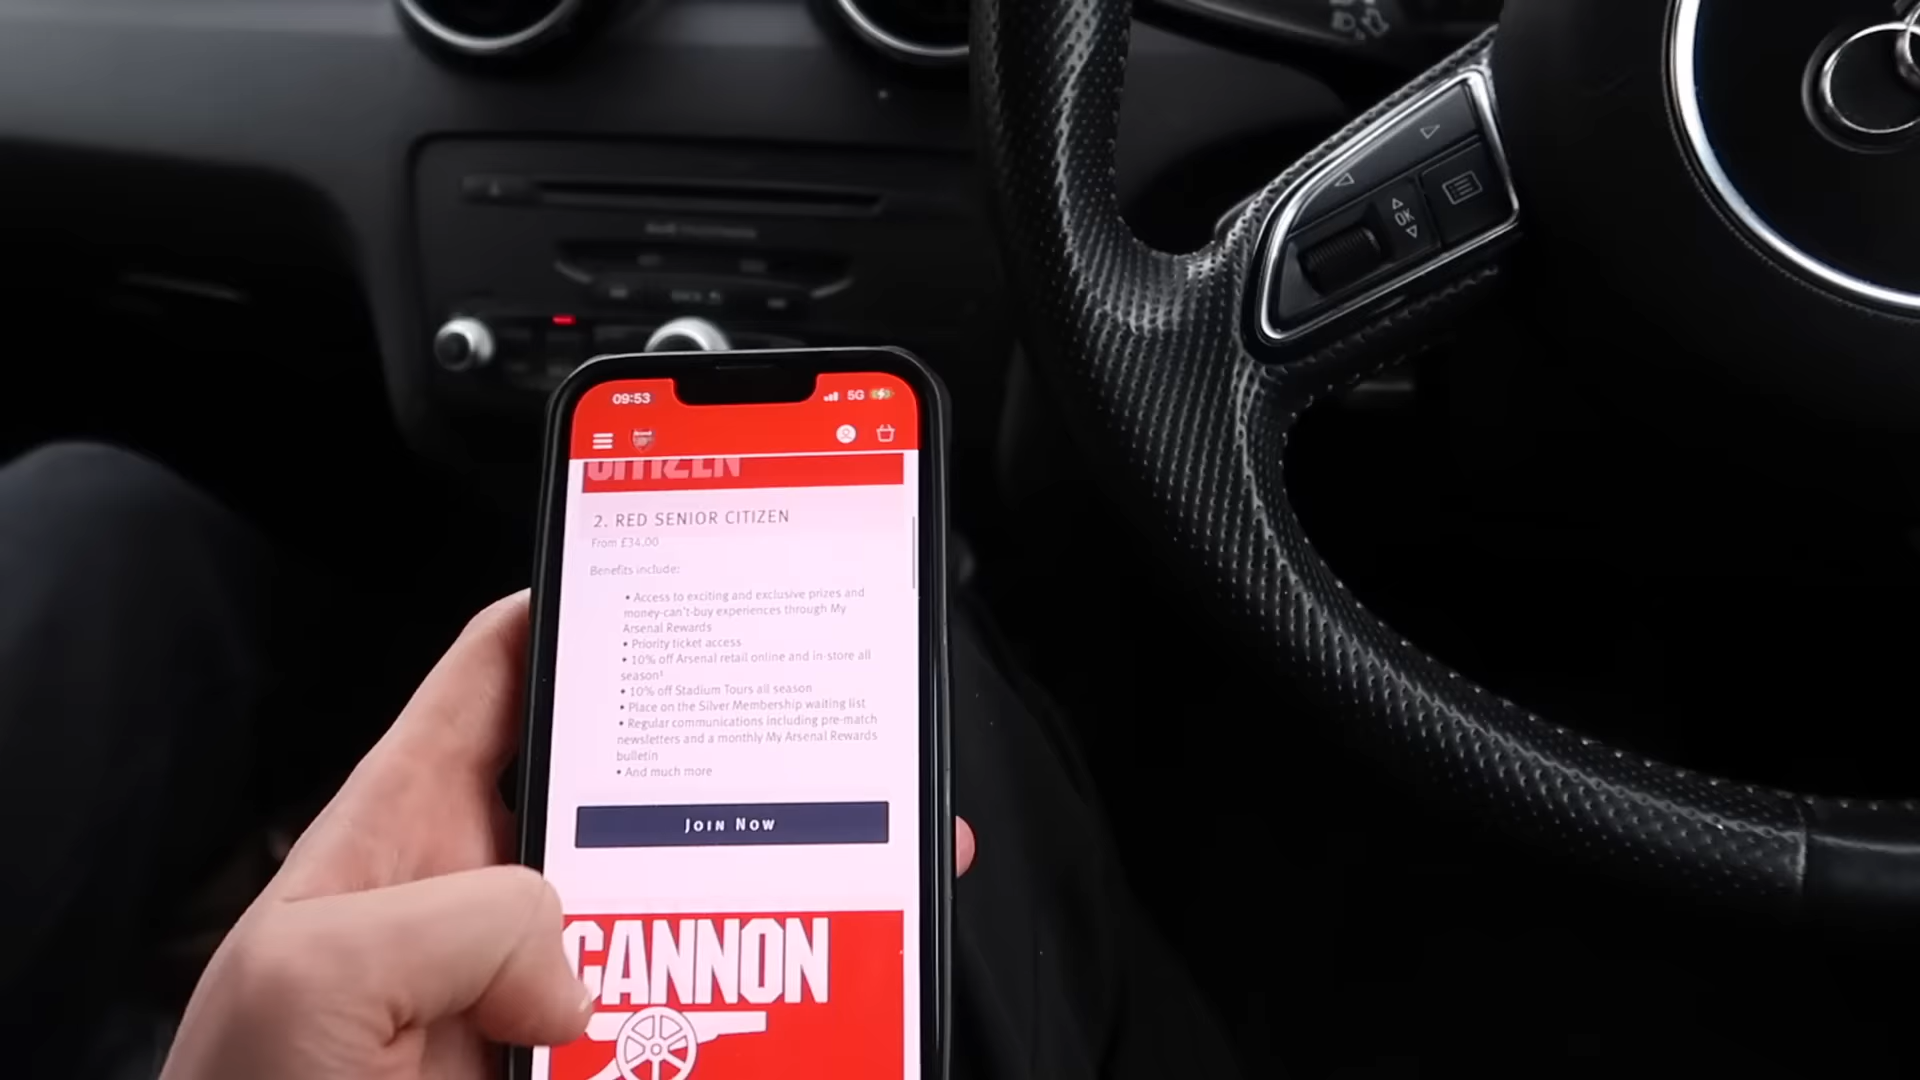 OK
09:53
5G
CITIZEN
2. RED SENIOR CITIZEN
From £34.00
Benefits include:
• Access to exciting and exclusive prizes and
money-can't-buy experiences through My
Arsenal Rewards
• Priority ticket access
• 10% off Arsenal retail online and in-store all
season¹
• 10% off Stadium Tours all season
• Place on the Silver Membership waiting list
• Regular communications including pre-match
newsletters and a monthly My Arsenal Rewards
bulletin
• And much more
JOIN NOW
CANNON